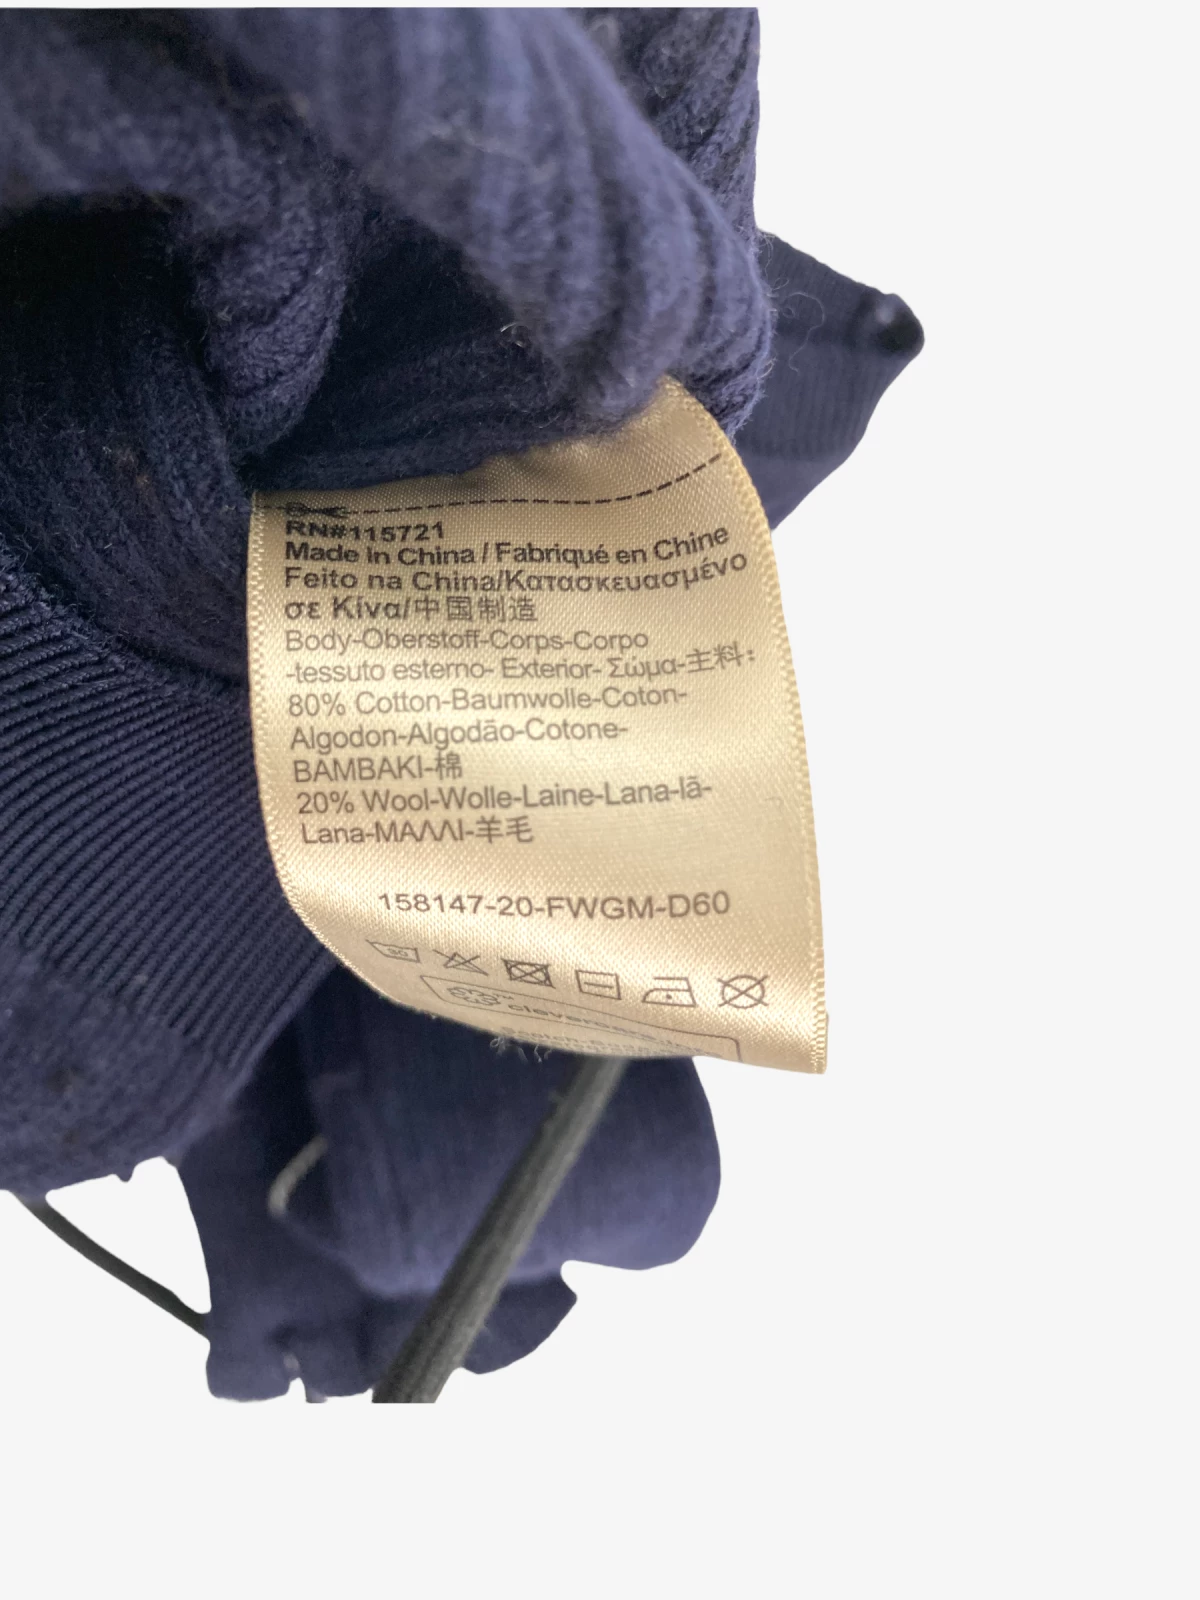 RN#115721
Made In China / Fabriqué en Chine
Feito na China/Κατασκευασμένο
σε Κίνα/中国制造
Body-Oberstoff-Corps-Corpo
-tessuto esterno- Exterior- Σώμα-主料:
80% Cotton-Baumwolle-Coton-
Algodon-Algodão-Cotone-
BAMBAKI-棉
20% Wool-Wolle-Laine-Lana-lã-
Lana-ΜΑΛΛΙ-羊毛
158147-20-FWGM-D60
30